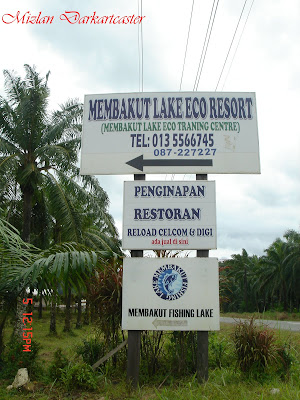 Mizlan Darkartcaster
MEMBAKUT LAKE ECO RESORT
(MEMBAKUT LAKE ECO TRANING CENTRE)
TEL: 013 5566745
087-227227
PENGINAPAN
RESTORAN
RELOAD CELCOM & DIGI
ada jual di sini
MEMBAKUT
MEMBAKUT FISHING LAKE